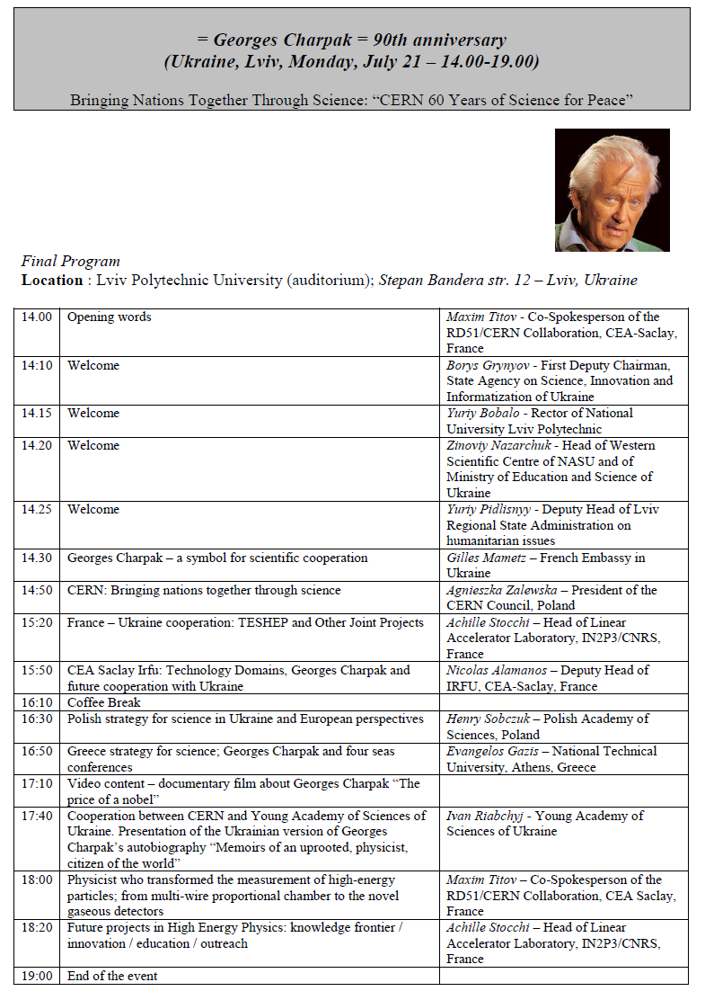 = Georges Charpak = 90th anniversary
(Ukraine, Lviv, Monday, July 21 – 14.00-19.00)
Bringing Nations Together Through Science: “CERN 60 Years of Science for Peace”
Final Program
Location : Lviv Polytechnic University (auditorium); Stepan Bandera str. 12 – Lviv, Ukraine
14.00 Opening words Maxim Titov - Co-Spokesperson of the
RD51/CERN Collaboration, CEA-Saclay,
France
14:10 Welcome Borys Grynyov - First Deputy Chairman,
State Agency on Science, Innovation and
Informatization of Ukraine
14.15 Welcome Yuriy Bobalo - Rector of National
University Lviv Polytechnic
14.20 Welcome Zinoviy Nazarchuk - Head of Western
Scientific Centre of NASU and of
Ministry of Education and Science of
Ukraine
14.25 Welcome Yuriy Pidlisnyy - Deputy Head of Lviv
Regional State Administration on
humanitarian issues
14.30 Georges Charpak – a symbol for scientific cooperation Gilles Mametz – French Embassy in
Ukraine
14:50 CERN: Bringing nations together through science Agnieszka Zalewska – President of the
CERN Council, Poland
15:20 France – Ukraine cooperation: TESHEP and Other Joint Projects Achille Stocchi – Head of Linear
Accelerator Laboratory, IN2P3/CNRS,
France
15:50 CEA Saclay Irfu: Technology Domains, Georges Charpak and Nicolas Alamanos – Deputy Head of
future cooperation with Ukraine IRFU, CEA-Saclay, France
16:10 Coffee Break
16:30 Polish strategy for science in Ukraine and European perspectives Henry Sobczuk – Polish Academy of
Sciences, Poland
16:50 Greece strategy for science; Georges Charpak and four seas Evangelos Gazis – National Technical
conferences University, Athens, Greece
17:10 Video content – documentary film about Georges Charpak “The
price of a nobel”
17:40 Cooperation between CERN and Young Academy of Sciences of Ivan Riabchyj - Young Academy of
Ukraine. Presentation of the Ukrainian version of Georges Sciences of Ukraine
Charpak’s autobiography “Memoirs of an uprooted, physicist,
citizen of the world”
18:00 Physicist who transformed the measurement of high-energy Maxim Titov – Co-Spokesperson of the
particles; from multi-wire proportional chamber to the novel RD51/CERN Collaboration, CEA Saclay,
gaseous detectors France
18:20 Future projects in High Energy Physics: knowledge frontier / Achille Stocchi – Head of Linear
innovation / education / outreach Accelerator Laboratory, IN2P3/CNRS,
France
19:00 End of the event